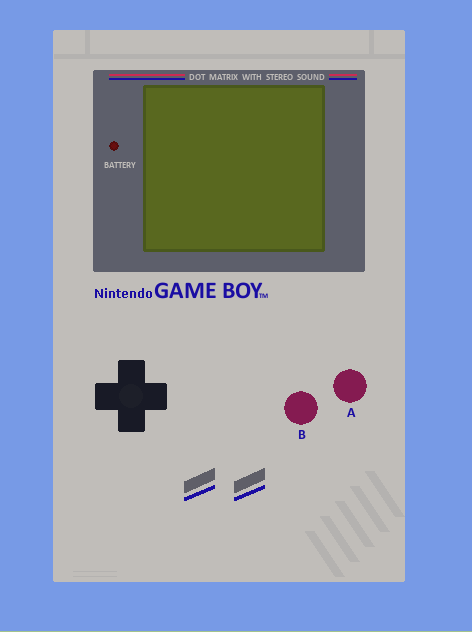 DOT MATRIX WITH STEREO SOUND
BATTERY
Nintendo GAME BOY™
A
B